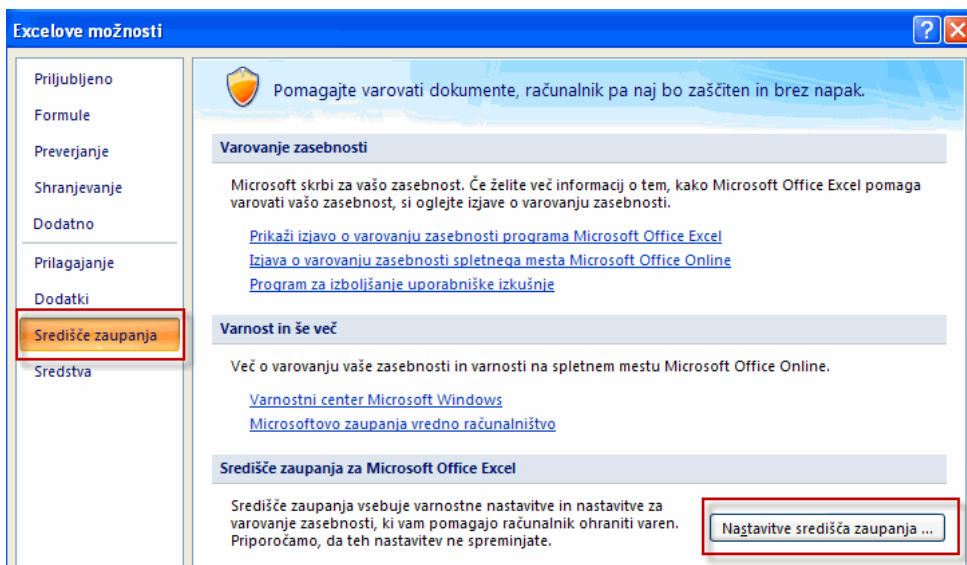 Excelove možnosti
Priljubljeno
Formule
Preverjanje
Shranjevanje
Dodatno
Prilagajanje
Dodatki
Središče zaupanja
Sredstva
Pomagajte varovati dokumente, računalnik pa naj bo zaščiten in brez napak.
Varovanje zasebnosti
Microsoft skrbi za vašo zasebnost. Če želite več informacij o tem, kako Microsoft Office Excel pomaga
varovati vašo zasebnost, si oglejte izjave o varovanju zasebnosti.
Prikaži izjavo o varovanju zasebnosti programa Microsoft Office Excel
Izjava o varovanju zasebnosti spletnega mesta Microsoft Office Online
Program za izboljšanje uporabniške izkušnje
Varnost in še več
Več o varovanju vaše zasebnosti in varnosti na spletnem mestu Microsoft Office Online.
Varnostni center Microsoft Windows
Microsoftovo zaupanja vredno računalništvo
Središče zaupanja za Microsoft Office Excel
Središče zaupanja vsebuje varnostne nastavitve in nastavitve za
varovanje zasebnosti, ki vam pomagajo računalnik ohraniti varen.
Priporočamo, da teh nastavitev ne spreminjate.
Nastavitve središča zaupanja ...